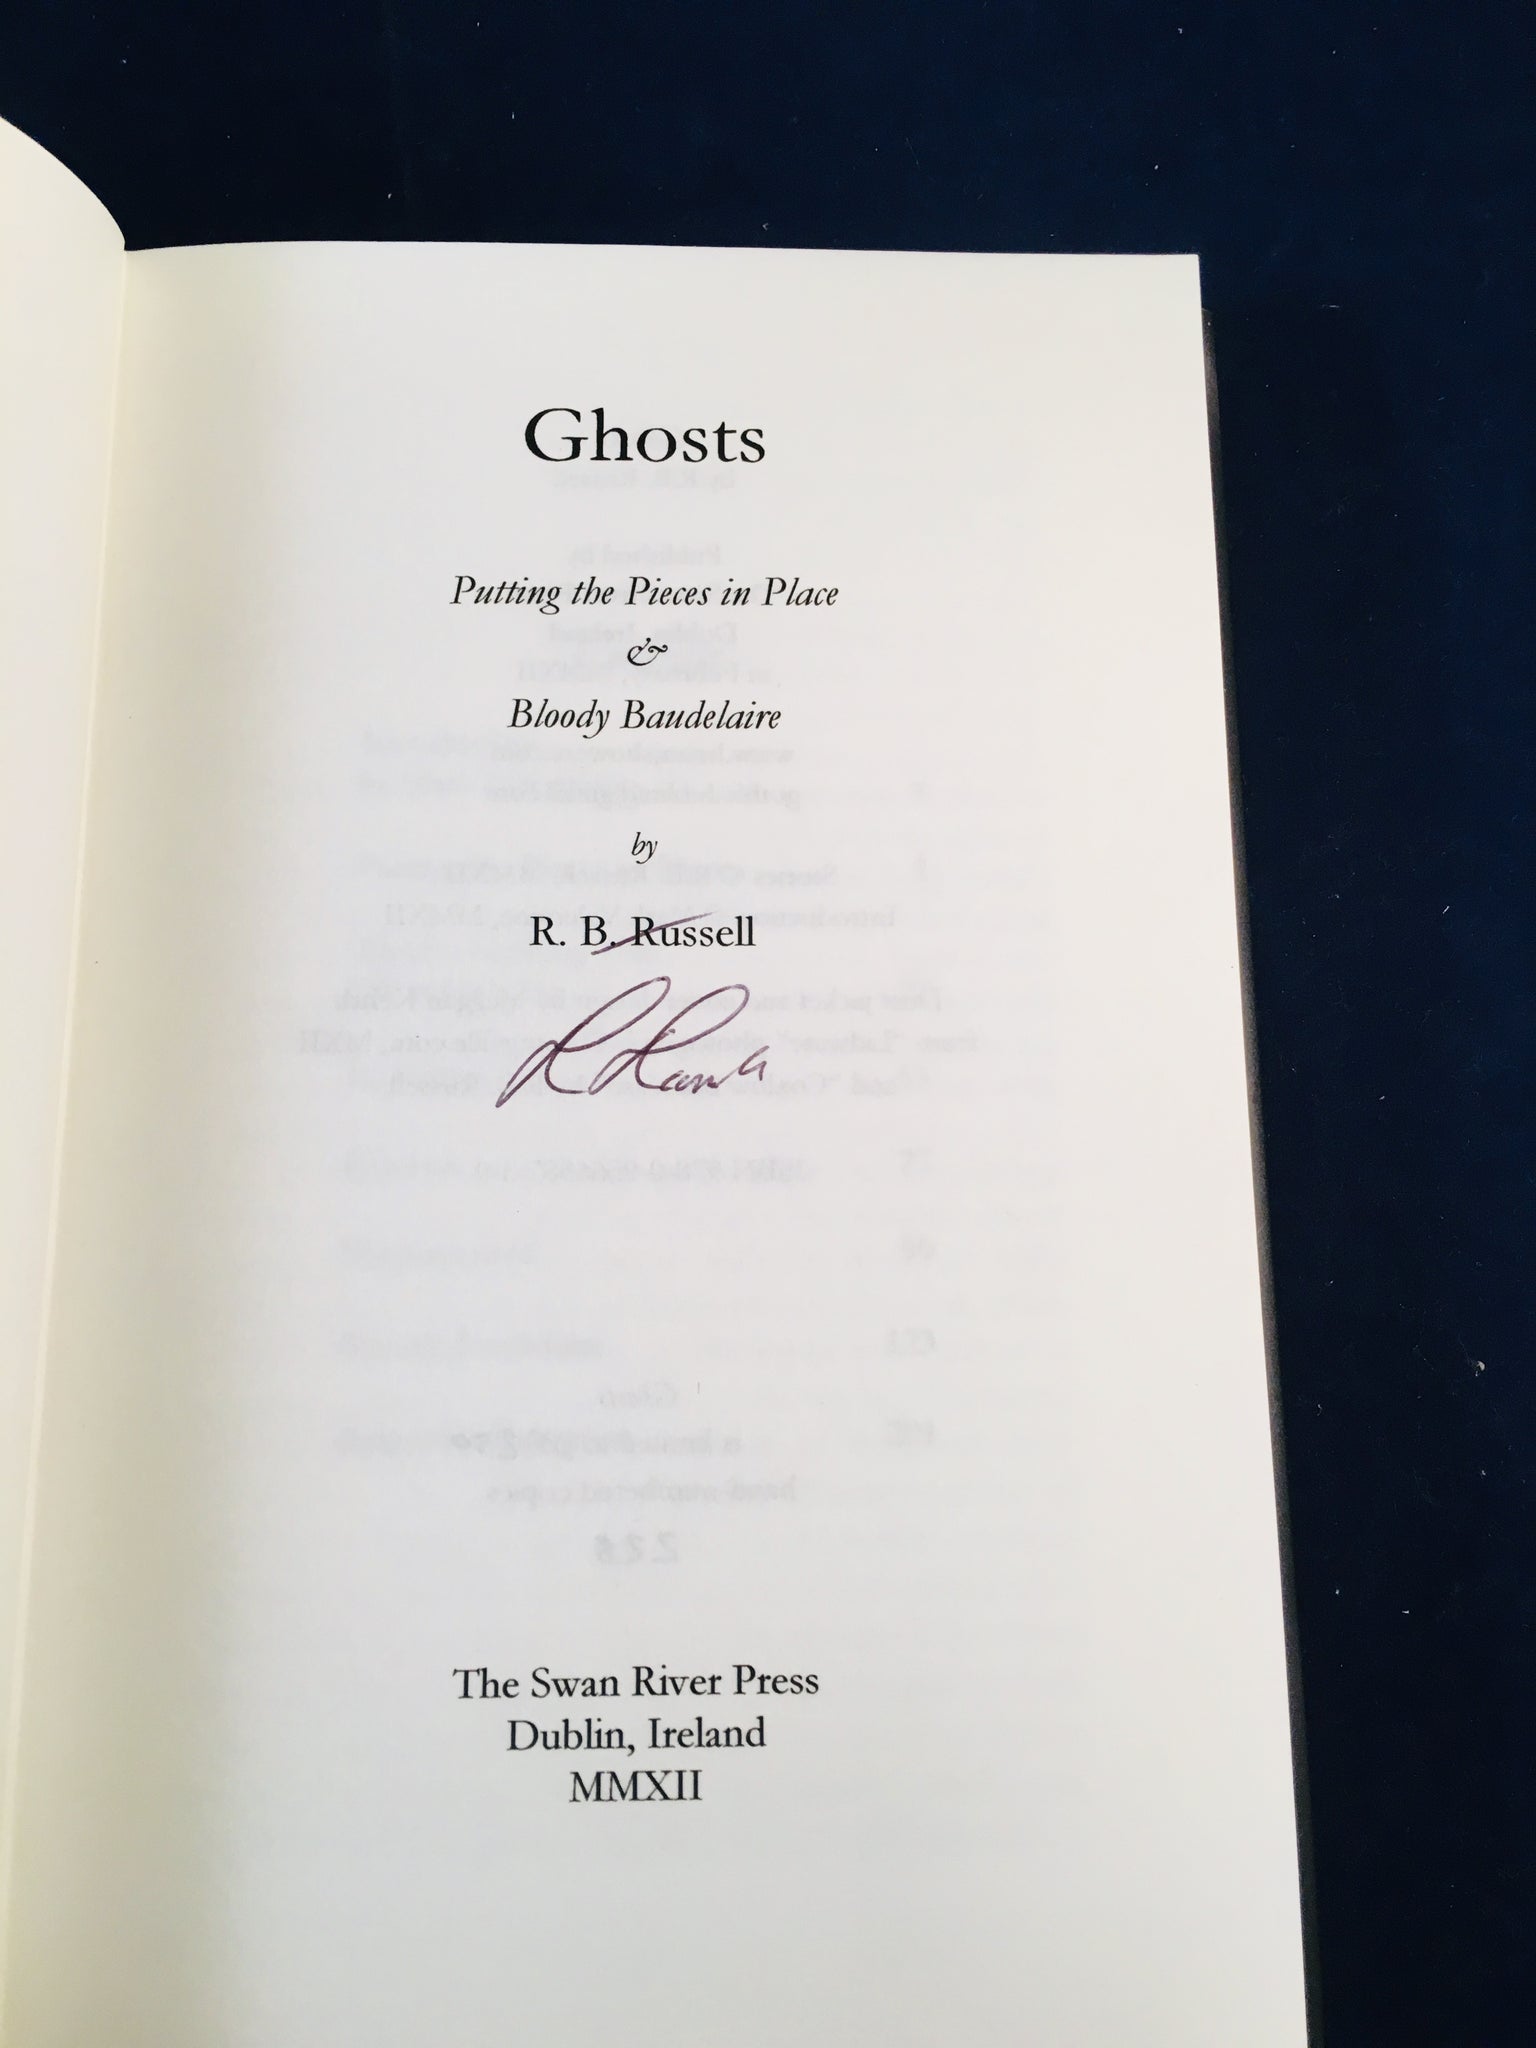 Ghosts
Putting the Pieces in Place
&
Bloody Baudelaire
by
R. B. Russell
The Swan River Press
Dublin, Ireland
MMXII